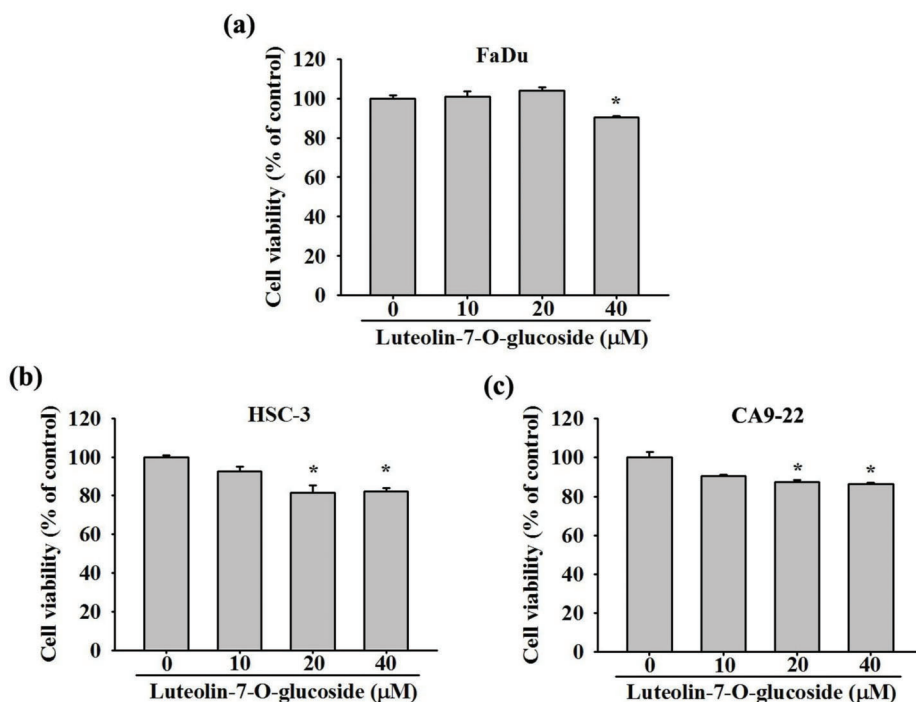 (a)
FaDu
Cell viability (% of control)
120
100
80
60
40
20
0
*
0 10 20 40
Luteolin-7-O-glucoside (μM)
(b)
HSC-3
Cell viability (% of control)
120
100
80
60
40
20
0
* *
0 10 20 40
Luteolin-7-O-glucoside (μM)
(c)
CA9-22
Cell viability (% of control)
120
100
80
60
40
20
0
* *
0 10 20 40
Luteolin-7-O-glucoside (μM)